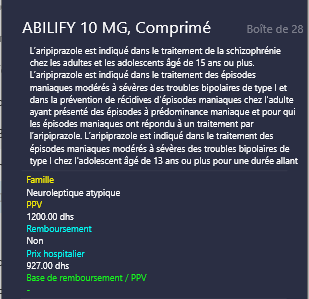 ABILIFY 10 MG, Comprimé Boîte de 28
L'aripiprazole est indiqué dans le traitement de la schizophrénie
chez les adultes et les adolescents âgé de 15 ans ou plus.
L'aripiprazole est indiqué dans le traitement des épisodes
maniaques modérés à sévères des troubles bipolaires de type I et
dans la prévention de récidives d'épisodes maniaques chez l'adulte
ayant présenté des épisodes à prédominance maniaque et pour qui
les épisodes maniaques ont répondu à un traitement par
l'aripiprazole. L'aripiprazole est indiqué dans le traitement des
épisodes maniaques modérés à sévères des troubles bipolaires de
type I chez l'adolescent âgé de 13 ans ou plus pour une durée allant
Famille
Neuroleptique atypique
PPV
1200.00 dhs
Remboursement
Non
Prix hospitalier
927.00 dhs
Base de remboursement / PPV
-